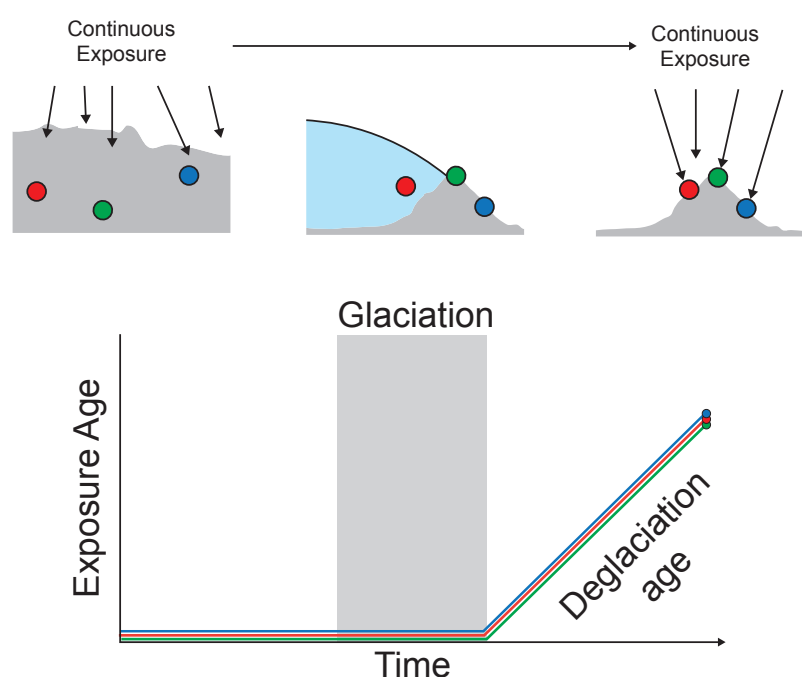 Continuous
Exposure
Continuous
Exposure
Glaciation
Exposure Age
Deglaciation
age
Time